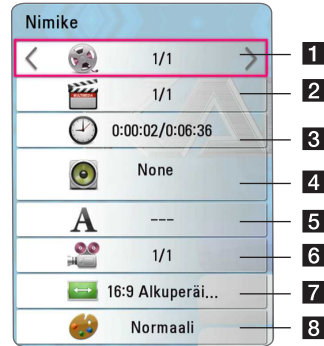 Nimike
1/1 1
1/1 2
0:00:02/0:06:36 3
None 4
A --- 5
1/1 6
16:9 Alkuperäi... 7
Normaali 8